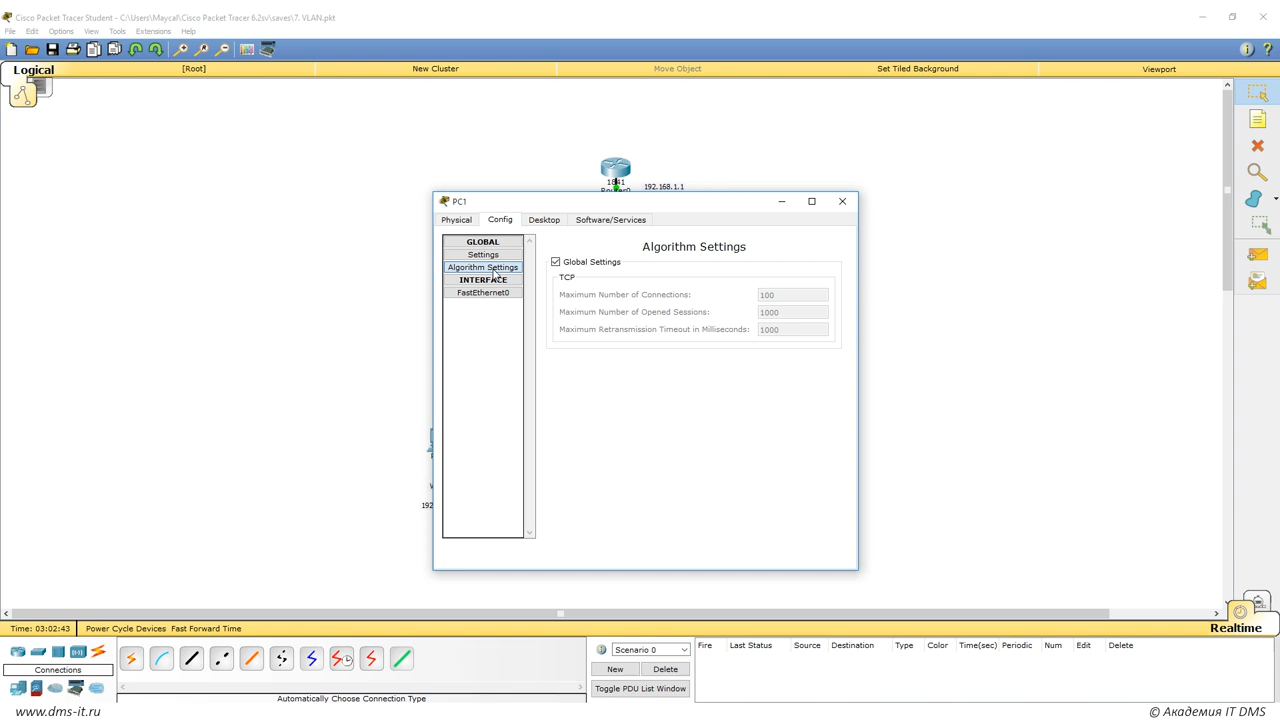 Cisco Packet Tracer Student - C:\Users\Maycal\Cisco Packet Tracer 6.2sv\saves\7. VLAN.pkt
File Edit Options View Tools Extensions Help
Logical [Root] New Cluster Move Object Set Tiled Background Viewport
1841
Router0
192.168.1.1
PC1
Physical Config Desktop Software/Services
GLOBAL
Settings
Algorithm Settings
INTERFACE
FastEthernet0
Algorithm Settings
Global Settings
TCP
Maximum Number of Connections: 100
Maximum Number of Opened Sessions: 1000
Maximum Retransmission Timeout in Milliseconds: 1000
192
Time: 03:02:43 Power Cycle Devices Fast Forward Time
Realtime
Connections
Automatically Choose Connection Type
Scenario 0
New Delete
Toggle PDU List Window
Fire Last Status Source Destination Type Color Time(sec) Periodic Num Edit Delete
www.dms-it.ru
© Академия IT DMS